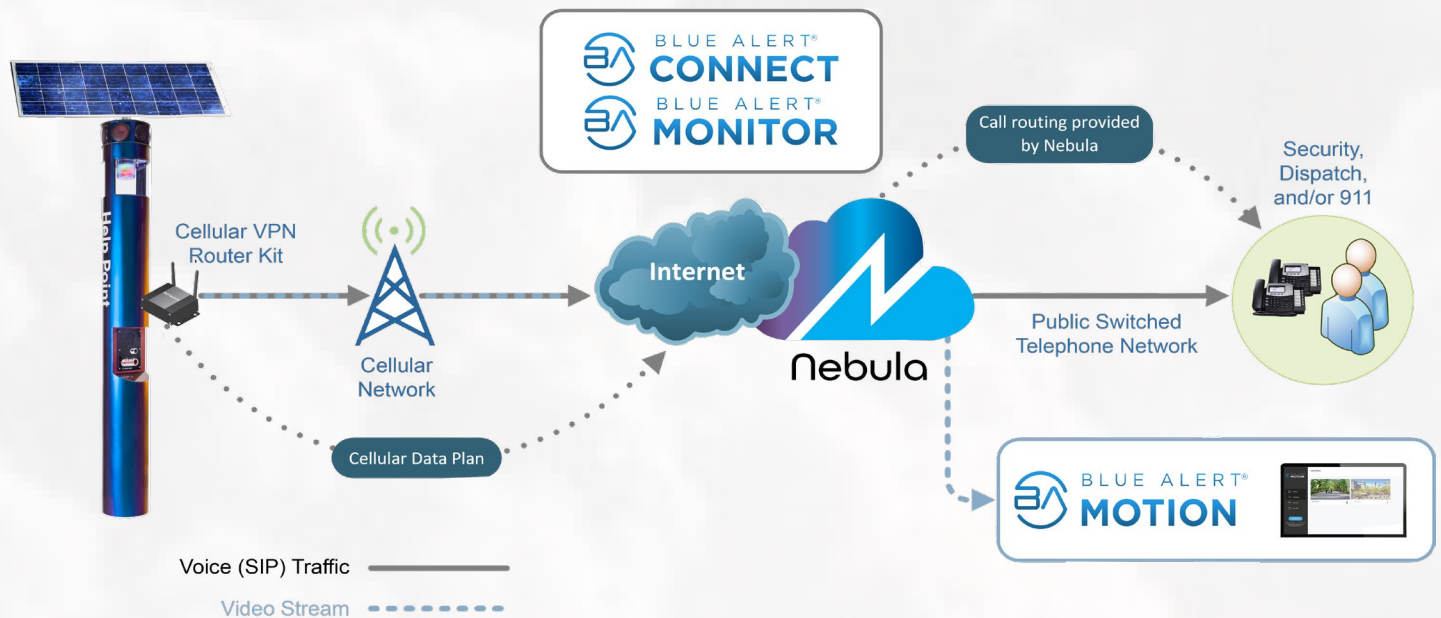 BLUE ALERT®
CONNECT
BLUE ALERT®
MONITOR
Call routing provided
by Nebula
Security,
Dispatch,
and/or 911
Help Point
Cellular VPN
Router Kit
Internet
Cellular
Network
nebula
Public Switched
Telephone Network
Cellular Data Plan
BLUE ALERT®
MOTION
Voice (SIP) Traffic
Video Stream